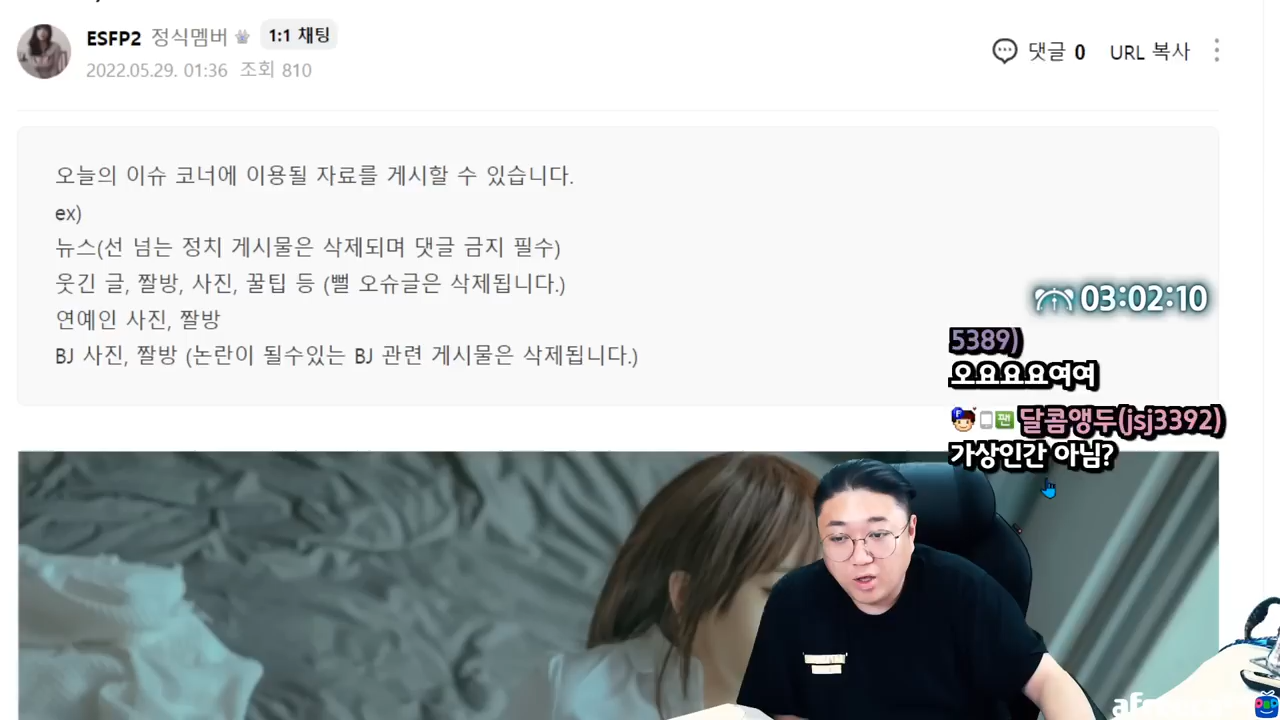 ESFP2 정식멤버 1:1 채팅
2022.05.29. 01:36 조회 810
댓글 0 URL 복사
오늘의 이슈 코너에 이용될 자료를 게시할 수 있습니다.
ex)
뉴스(선 넘는 정치 게시물은 삭제되며 댓글 금지 필수)
웃긴 글, 짤방, 사진, 꿀팁 등 (뻘 오슈글은 삭제됩니다.)
연예인 사진, 짤방
BJ 사진, 짤방 (논란이 될수있는 BJ 관련 게시물은 삭제됩니다.)
03:02:10
5389)
오요요요여여
F 팬 달콤앵두(jsj3392)
가상인간 아님?